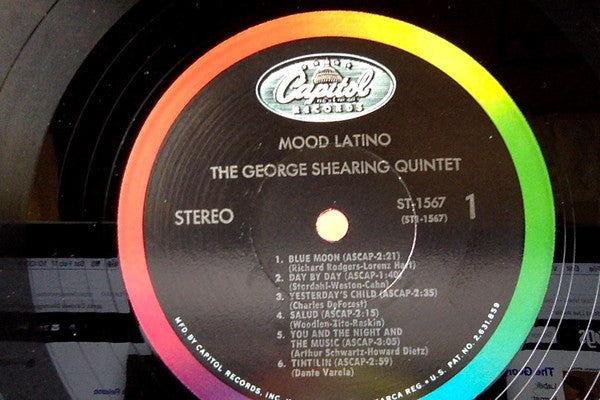 Capitol
RECORDS
MOOD LATINO
THE GEORGE SHEARING QUINTET
STEREO
ST-1567
(ST1-1567)
1
1. BLUE MOON (ASCAP-2:21)
(Richard Rodgers-Lorenz Hart)
2. DAY BY DAY (ASCAP-1:40)
(Stordahl-Weston-Cahn)
3. YESTERDAY'S CHILD (ASCAP-2:35)
(Charles DeForest)
4. SALUD (ASCAP-2:15)
(Woodlen-Zito-Raskin)
5. YOU AND THE NIGHT AND
THE MUSIC (ASCAP-3:05)
(Arthur Schwartz-Howard Dietz)
6. TINTILIN (ASCAP-2:59)
(Dante Varela)
MFD. BY CAPITOL RECORDS, INC.
MARCA REG. • U.S. PAT. NO. 2,631,859